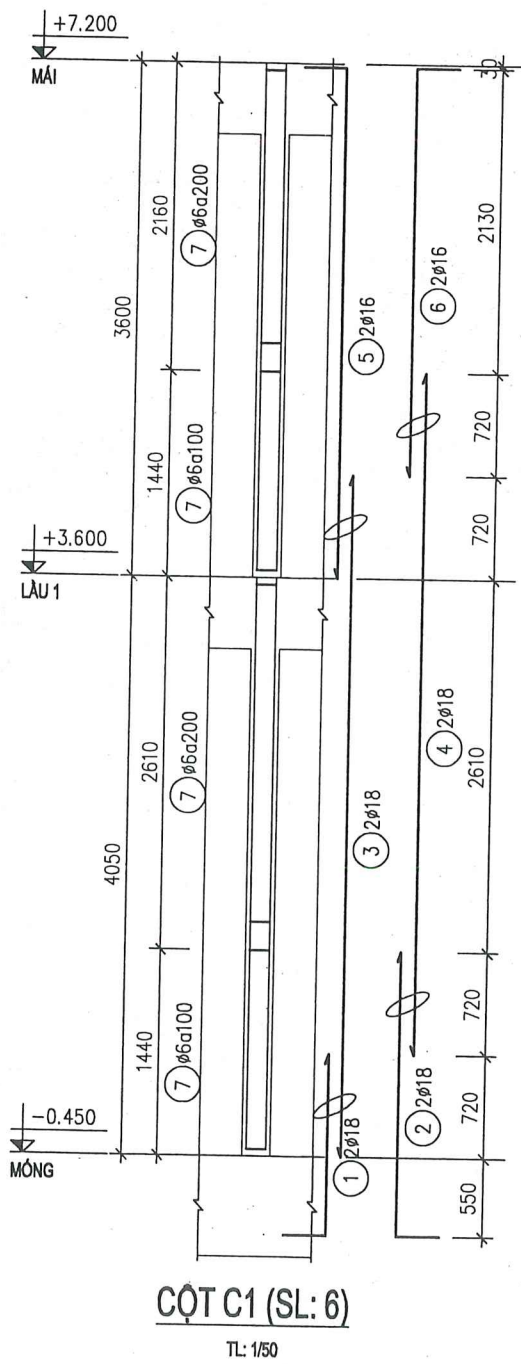 +7.200
MÁI
30
2160
7 ø6a200
2130
3600
5 2ø16
6 2ø16
1440
7 ø6a100
720
720
+3.600
LẦU 1
2610
7 ø6a200
4050
3 2ø18
4 2ø18
2610
1440
7 ø6a100
720
720
-0.450
MÓNG
1 2ø18
2 2ø18
550
CỘT C1 (SL: 6)
TL: 1/50